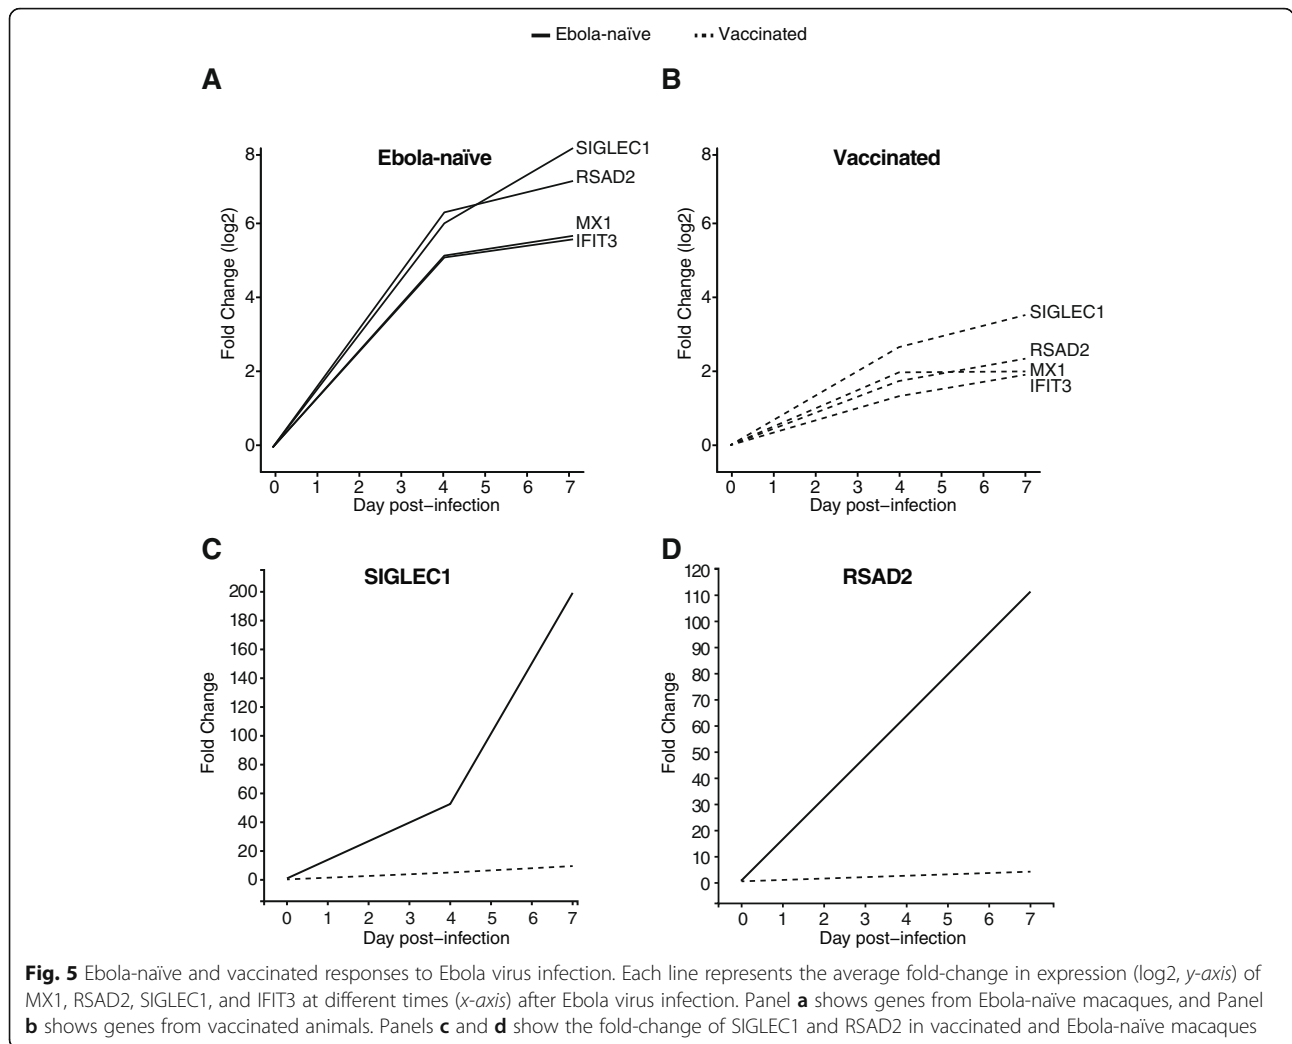 Ebola-naïve Vaccinated
A
Ebola-naïve
Fold Change (log2)
8
6
4
2
0
SIGLEC1
RSAD2
MX1
IFIT3
0 1 2 3 4 5 6 7
Day post-infection
B
Vaccinated
Fold Change (log2)
8
6
4
2
0
SIGLEC1
RSAD2
MX1
IFIT3
0 1 2 3 4 5 6 7
Day post-infection
C
SIGLEC1
Fold Change
200
180
160
140
120
100
80
60
40
20
0
0 1 2 3 4 5 6 7
Day post-infection
D
RSAD2
Fold Change
120
110
100
90
80
70
60
50
40
30
20
10
0
0 1 2 3 4 5 6 7
Day post-infection
Fig. 5 Ebola-naïve and vaccinated responses to Ebola virus infection. Each line represents the average fold-change in expression (log2, y-axis) of
MX1, RSAD2, SIGLEC1, and IFIT3 at different times (x-axis) after Ebola virus infection. Panel a shows genes from Ebola-naïve macaques, and Panel
b shows genes from vaccinated animals. Panels c and d show the fold-change of SIGLEC1 and RSAD2 in vaccinated and Ebola-naïve macaques